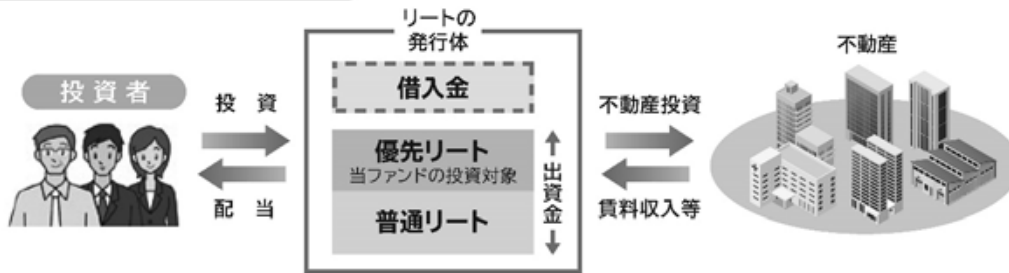 リートの
発行体
不動産
投資者
投資
借入金
不動産投資
優先リート
当ファンドの投資対象
出資金
配当
普通リート
賃料収入等